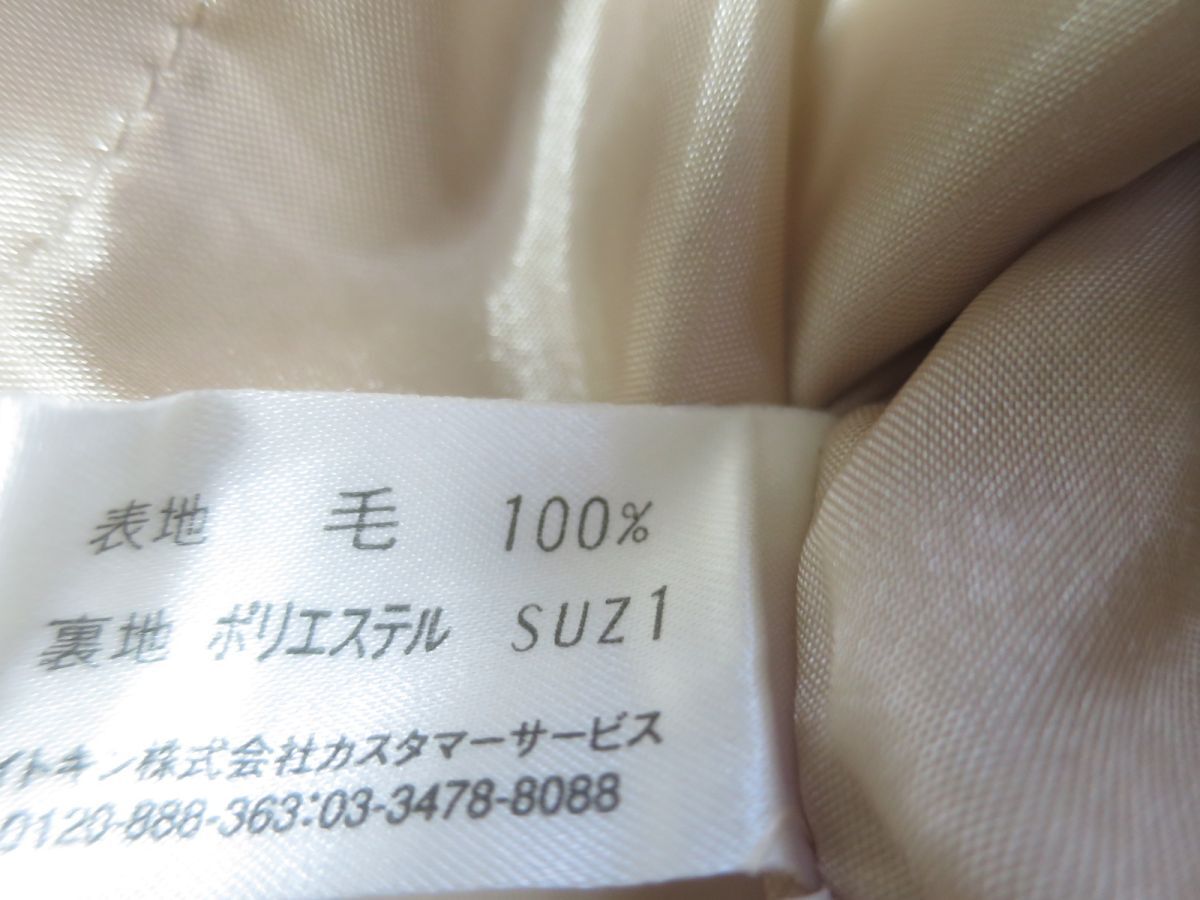 表地 毛 100%
裏地 ポリエステル SUZ1
イトキン株式会社カスタマーサービス
0120-888-363:03-3478-8088